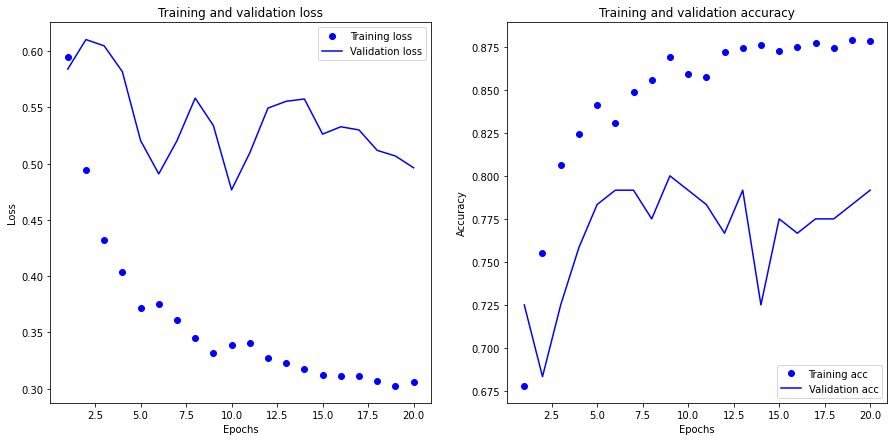 Training and validation loss
Training loss
Validation loss
0.60
0.55
0.50
0.45
0.40
0.35
0.30
Loss
2.5 5.0 7.5 10.0 12.5 15.0 17.5 20.0
Epochs
Training and validation accuracy
0.875
0.850
0.825
0.800
0.775
0.750
0.725
0.700
0.675
Accuracy
Training acc
Validation acc
2.5 5.0 7.5 10.0 12.5 15.0 17.5 20.0
Epochs